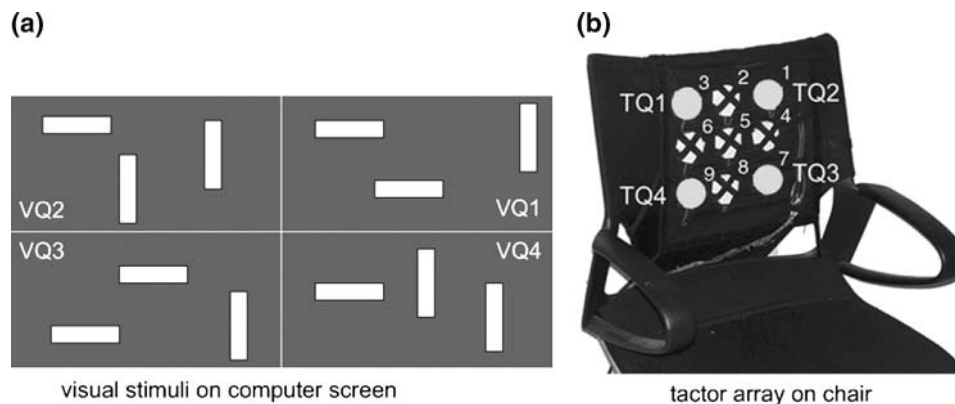 (a)
VQ2
VQ1
VQ3
VQ4
visual stimuli on computer screen
(b)
3 2 1
TQ1 TQ2
6 5 4
9 8 7
TQ4 TQ3
tactor array on chair